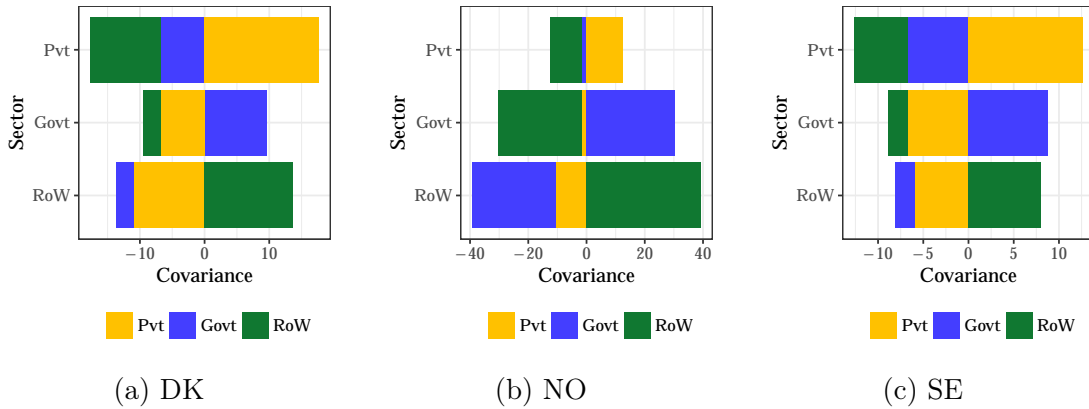 Pvt
Govt
RoW
Sector
−10 0 10
Covariance
Pvt Govt RoW
(a) DK
Pvt
Govt
RoW
Sector
−40 −20 0 20 40
Covariance
Pvt Govt RoW
(b) NO
Pvt
Govt
RoW
Sector
−10 −5 0 5 10
Covariance
Pvt Govt RoW
(c) SE